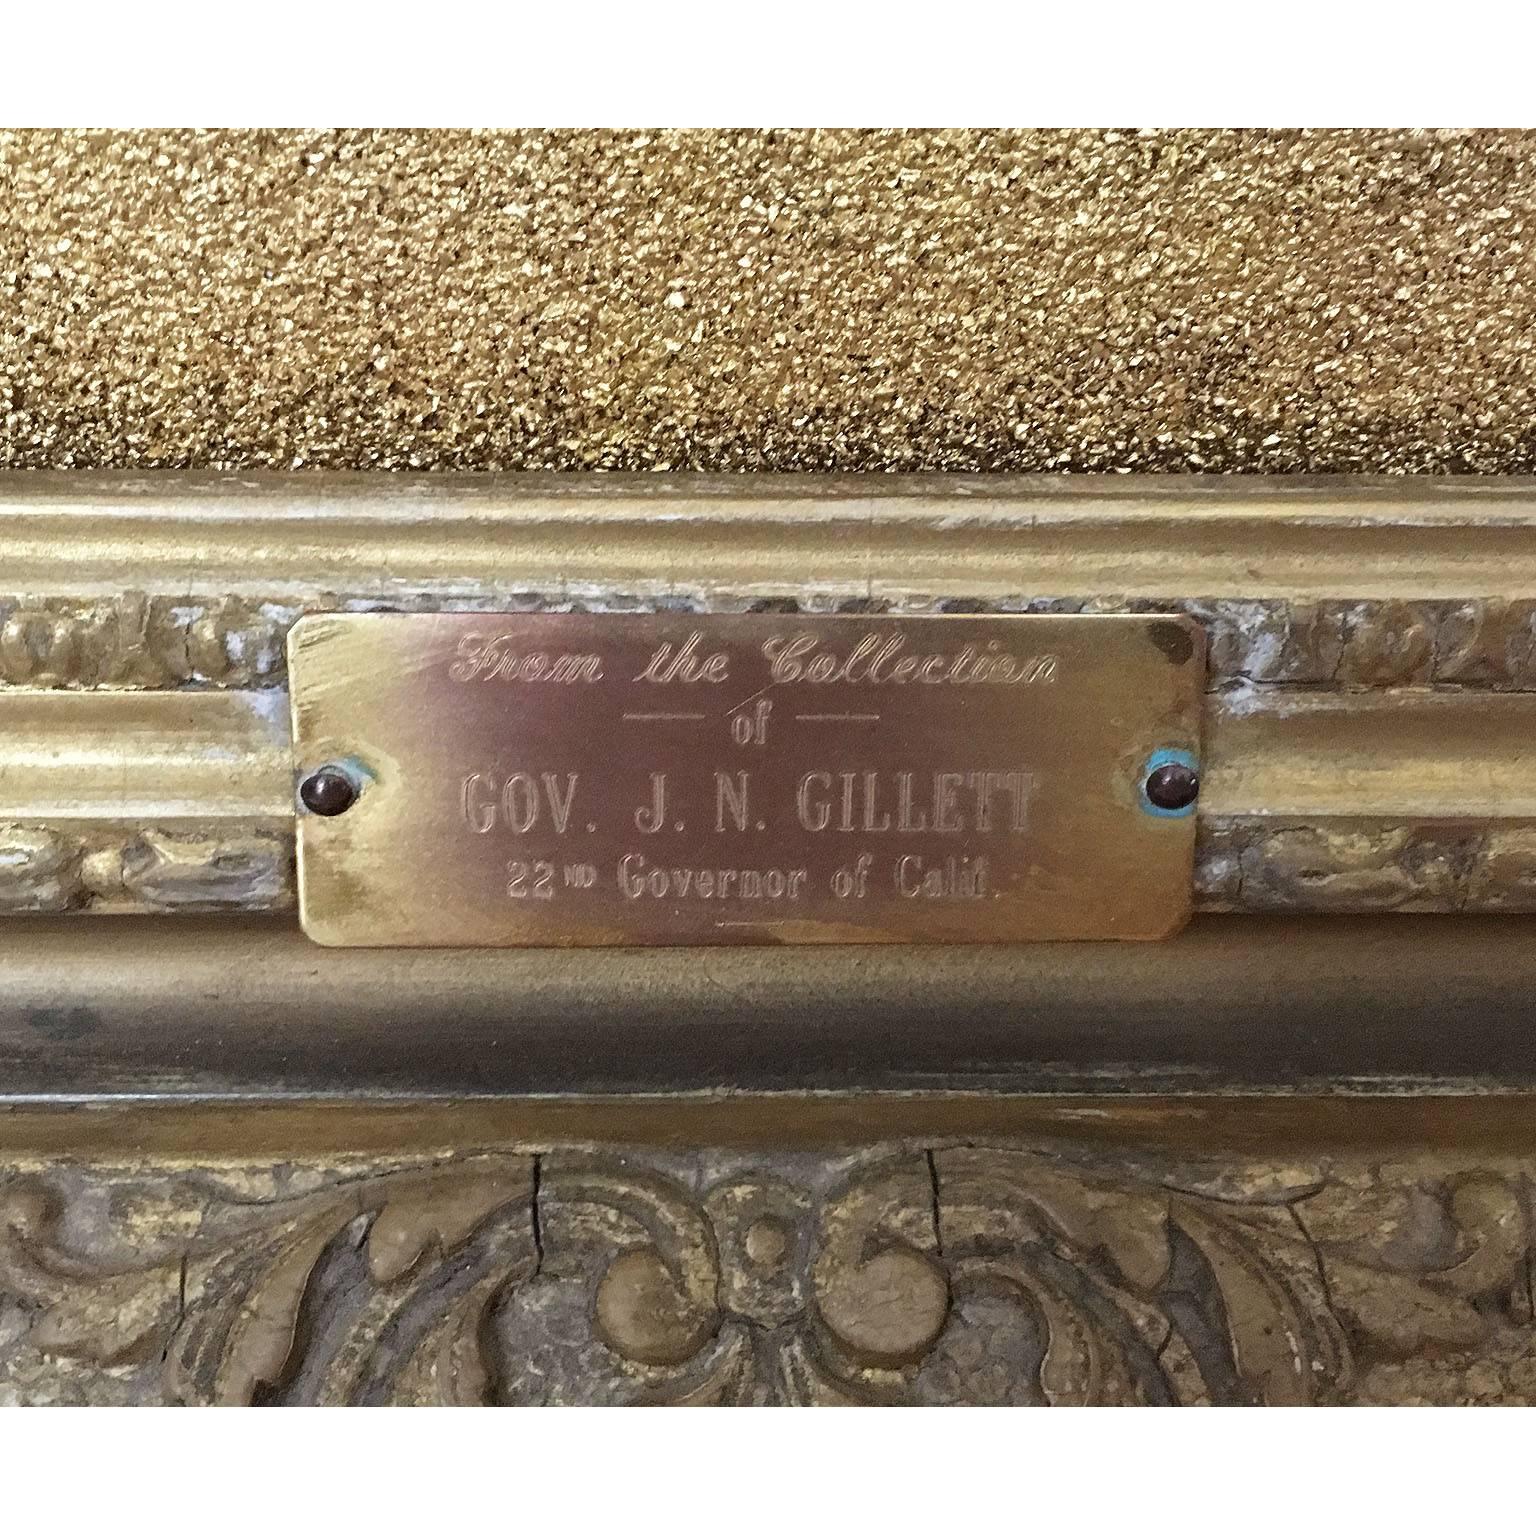 From the Collection
of
GOV. J. N. GILLETT
22ND Governor of Calif.